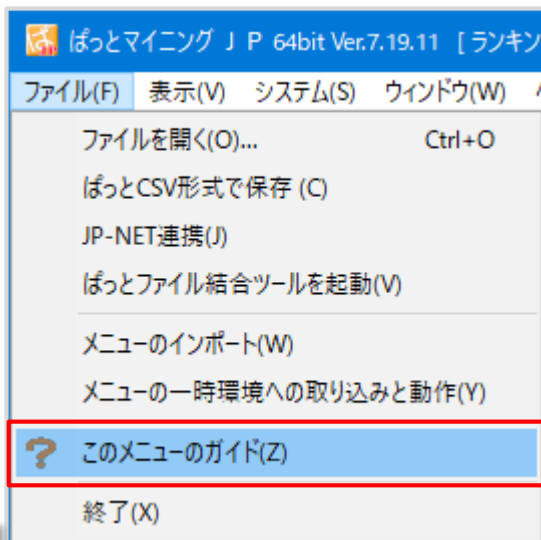 ぱっとマイニング J P 64bit Ver.7.19.11 [ ランキン
ファイル(F) 表示(V) システム(S) ウィンドウ(W)
ファイルを開く(O)... Ctrl+O
ぱっとCSV形式で保存 (C)
JP-NET連携(J)
ぱっとファイル結合ツールを起動(V)
メニューのインポート(W)
メニューの一時環境への取り込みと動作(Y)
このメニューのガイド(Z)
終了(X)